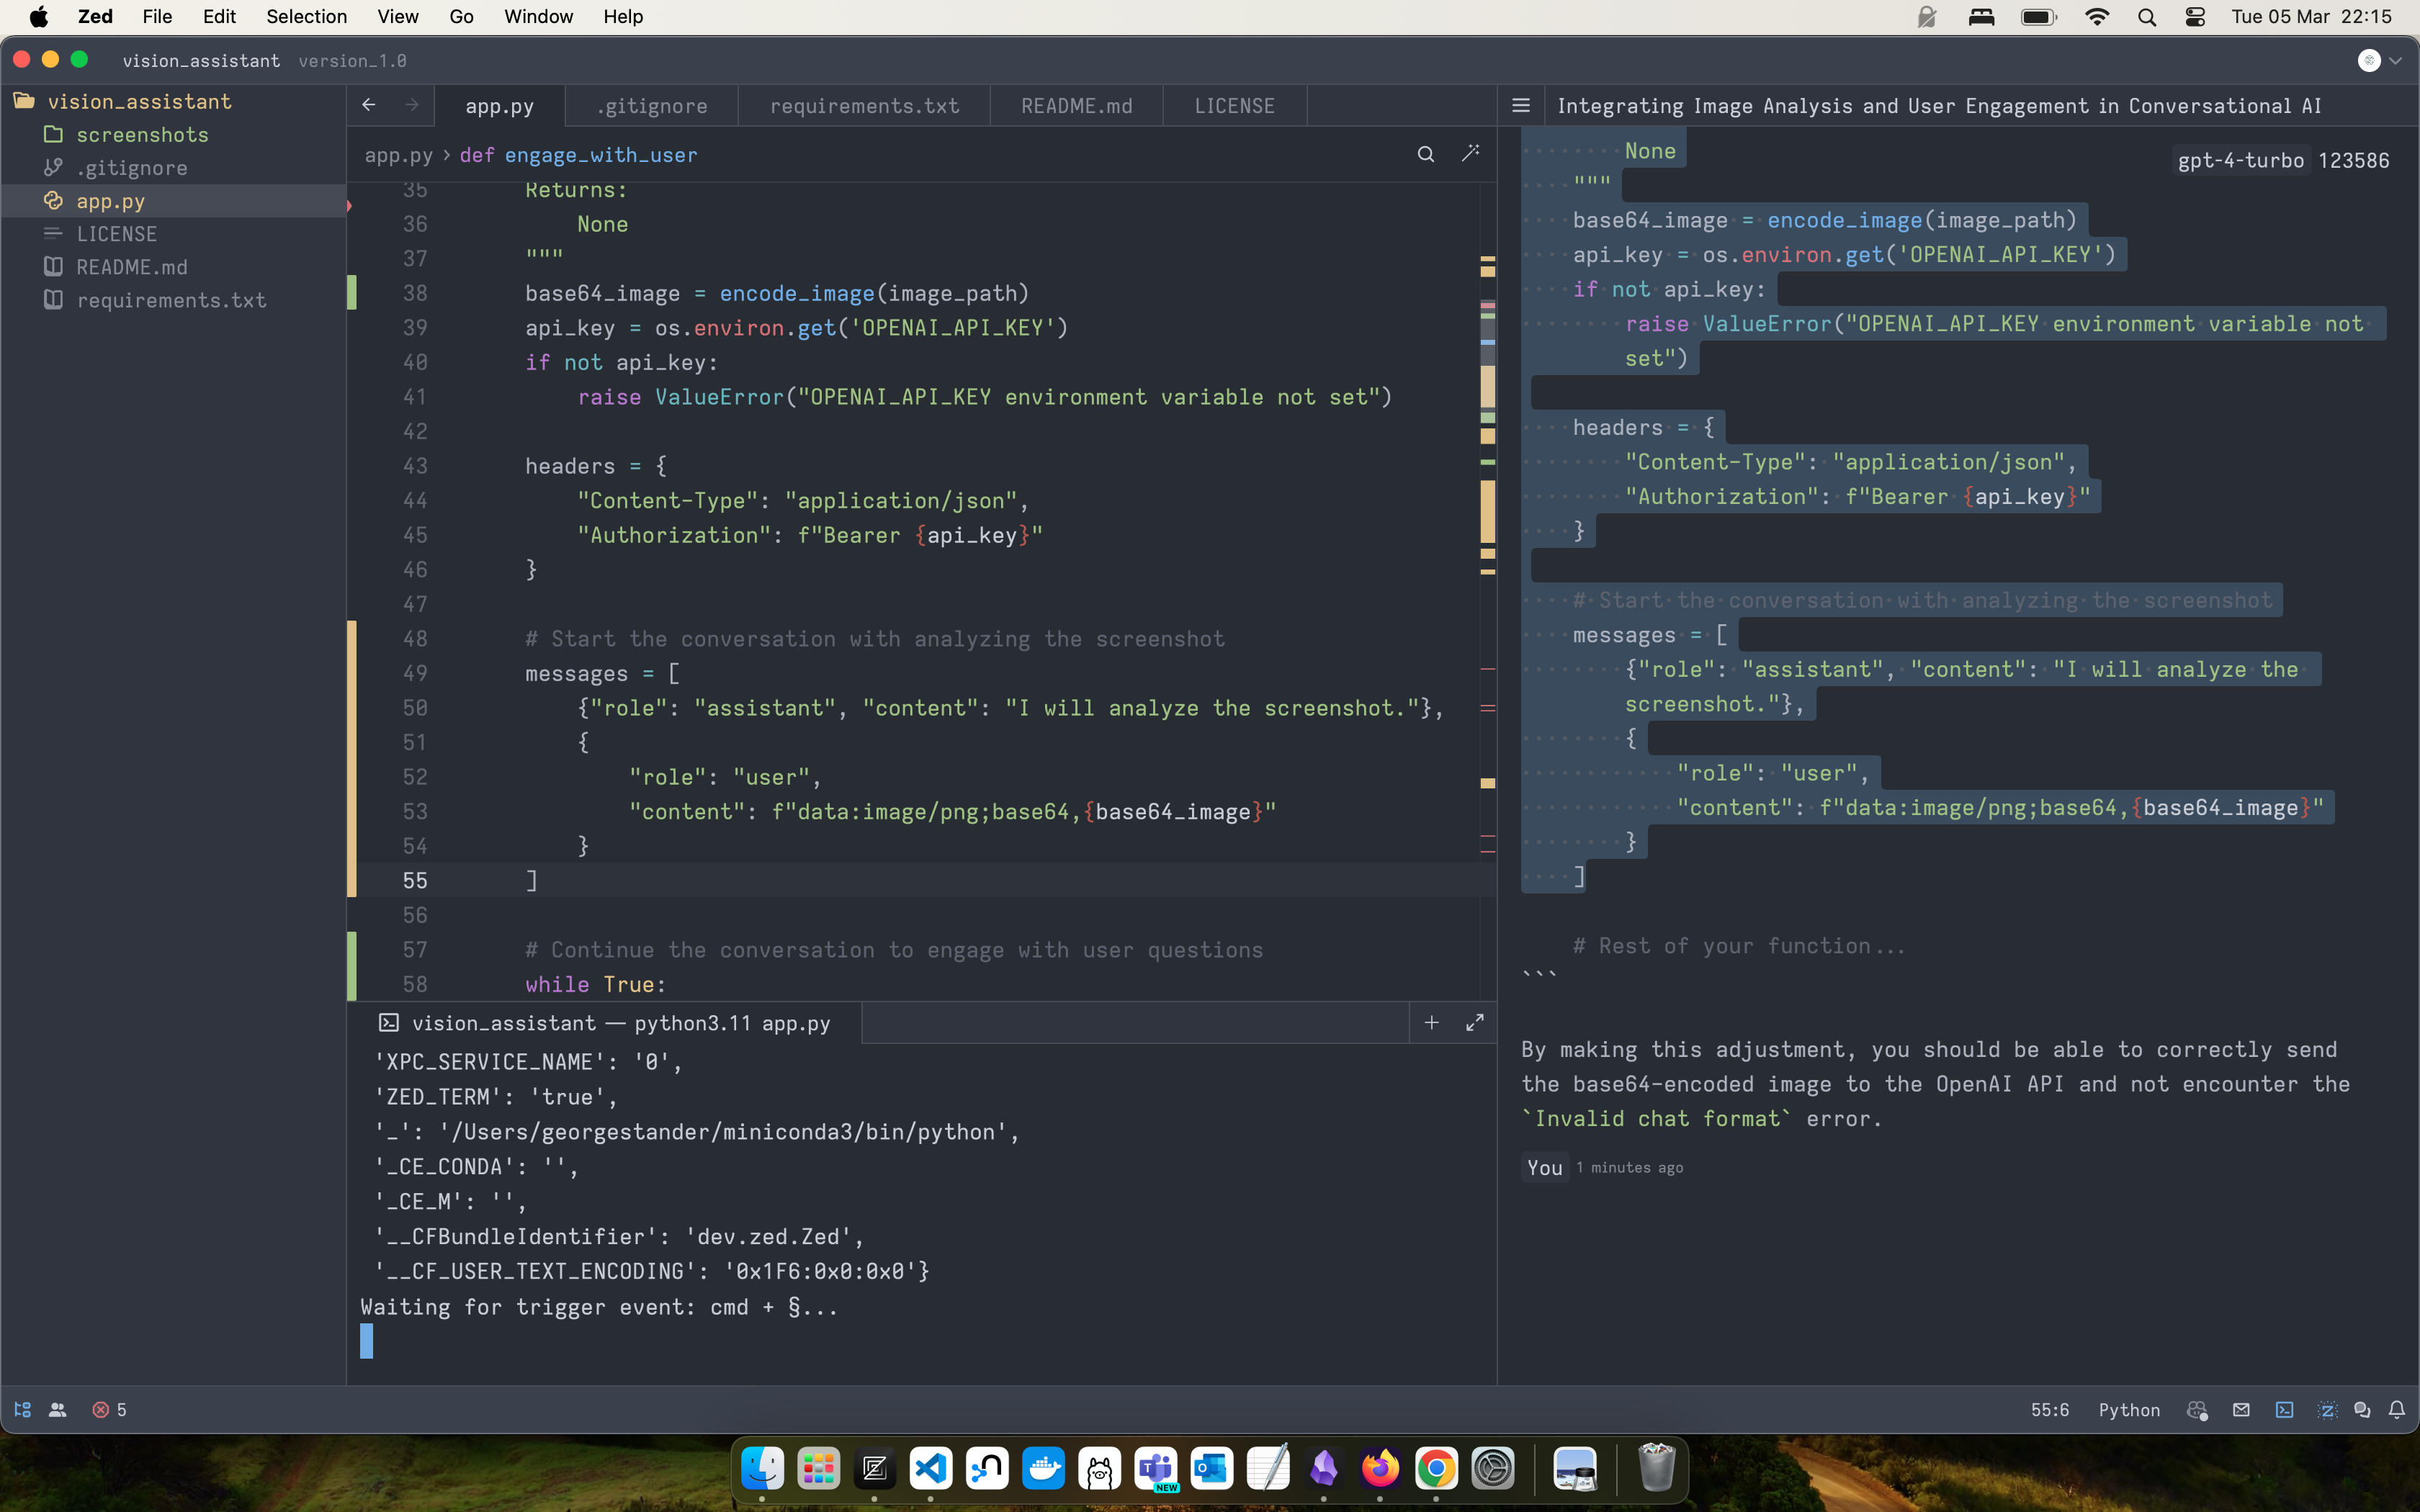 Zed File Edit Selection View Go Window Help Tue 05 Mar 22:15
vision_assistant version_1.0
vision_assistant
screenshots
.gitignore
app.py
LICENSE
README.md
requirements.txt
app.py .gitignore requirements.txt README.md LICENSE
app.py › def engage_with_user
35 Returns:
36 None
37 """
38 base64_image = encode_image(image_path)
39 api_key = os.environ.get('OPENAI_API_KEY')
40 if not api_key:
41 raise ValueError("OPENAI_API_KEY environment variable not set")
42
43 headers = {
44 "Content-Type": "application/json",
45 "Authorization": f"Bearer {api_key}"
46 }
47
48 # Start the conversation with analyzing the screenshot
49 messages = [
50 {"role": "assistant", "content": "I will analyze the screenshot."},
51 {
52 "role": "user",
53 "content": f"data:image/png;base64,{base64_image}"
54 }
55 ]
56
57 # Continue the conversation to engage with user questions
58 while True:
vision_assistant — python3.11 app.py
'XPC_SERVICE_NAME': '0',
'ZED_TERM': 'true',
'_': '/Users/georgestander/miniconda3/bin/python',
'_CE_CONDA': '',
'_CE_M': '',
'__CFBundleIdentifier': 'dev.zed.Zed',
'__CF_USER_TEXT_ENCODING': '0x1F6:0x0:0x0'}
Waiting for trigger event: cmd + §...
Integrating Image Analysis and User Engagement in Conversational AI
gpt-4-turbo 123586
None
"""
base64_image = encode_image(image_path)
api_key = os.environ.get('OPENAI_API_KEY')
if not api_key:
raise ValueError("OPENAI_API_KEY environment variable not
set")
headers = {
"Content-Type": "application/json",
"Authorization": f"Bearer {api_key}"
}
# Start the conversation with analyzing the screenshot
messages = [
{"role": "assistant", "content": "I will analyze the
screenshot."},
{
"role": "user",
"content": f"data:image/png;base64,{base64_image}"
}
]
# Rest of your function...
```
By making this adjustment, you should be able to correctly send
the base64-encoded image to the OpenAI API and not encounter the
`Invalid chat format` error.
You 1 minutes ago
5
55:6 Python
NEW